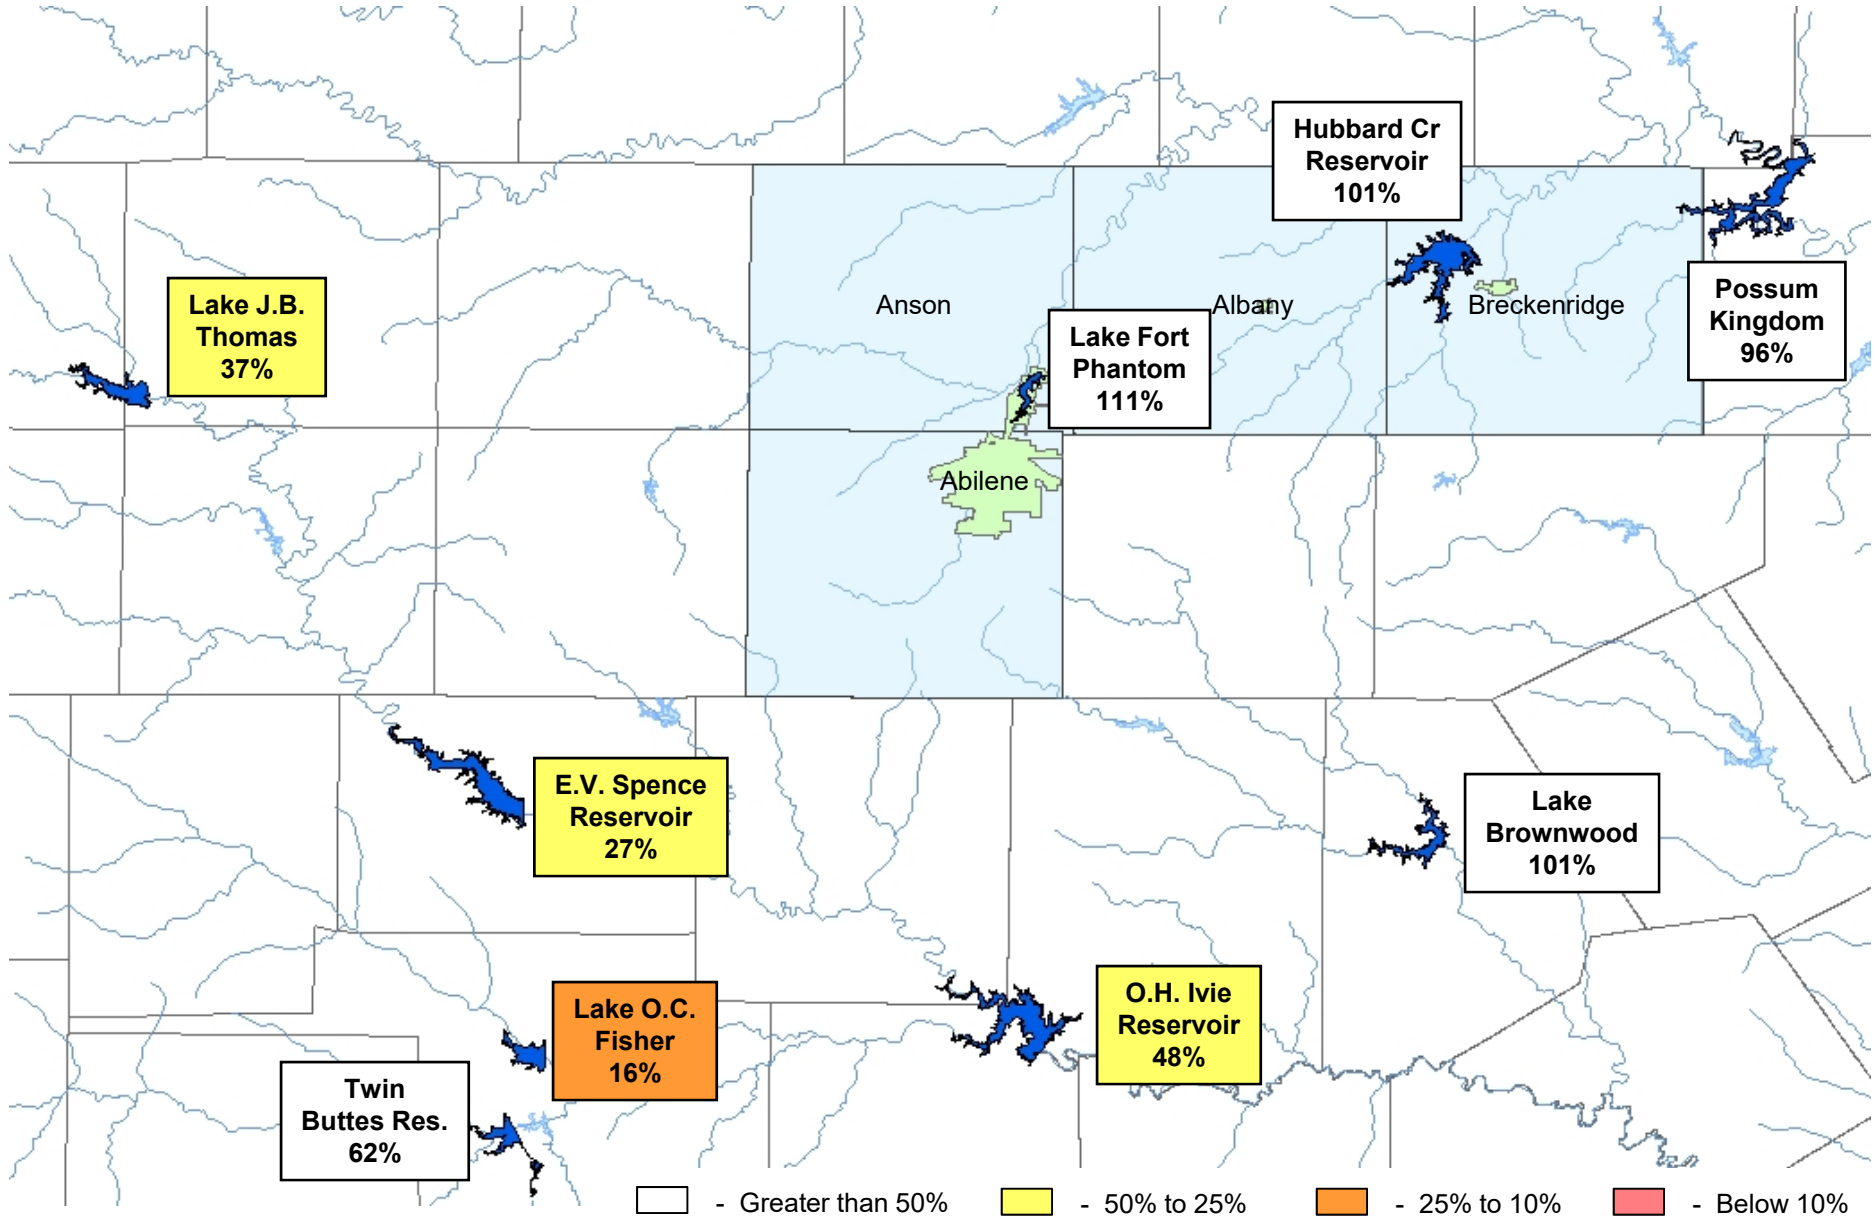 Hubbard Cr
Reservoir
101%
Lake J.B.
Thomas
37%
Anson
Albany
Breckenridge
Possum
Kingdom
96%
Lake Fort
Phantom
111%
Abilene
E.V. Spence
Reservoir
27%
Lake
Brownwood
101%
Lake O.C.
Fisher
16%
O.H. Ivie
Reservoir
48%
Twin
Buttes Res.
62%
- Greater than 50%
- 50% to 25%
- 25% to 10%
- Below 10%